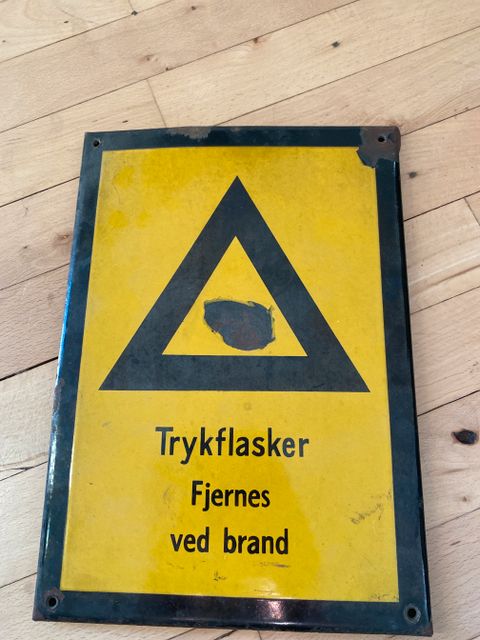 Trykflasker
Fjernes
ved brand